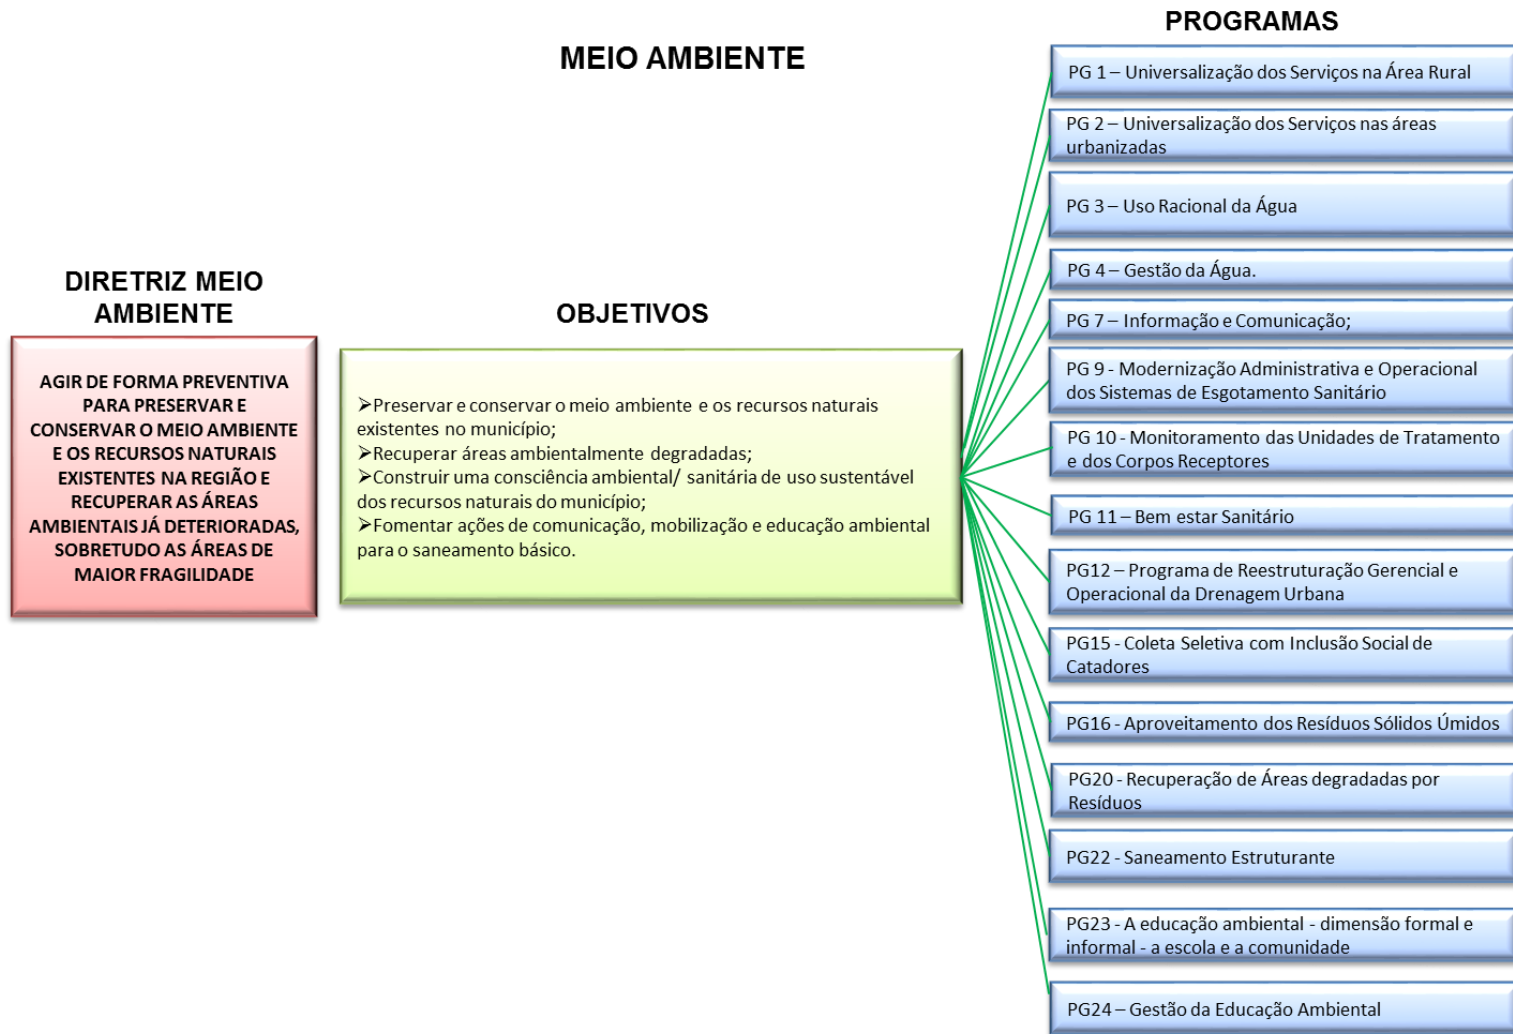 MEIO AMBIENTE
DIRETRIZ MEIO
AMBIENTE
AGIR DE FORMA PREVENTIVA
PARA PRESERVAR E
CONSERVAR O MEIO AMBIENTE
E OS RECURSOS NATURAIS
EXISTENTES NA REGIÃO E
RECUPERAR AS ÁREAS
AMBIENTAIS JÁ DETERIORADAS,
SOBRETUDO AS ÁREAS DE
MAIOR FRAGILIDADE
OBJETIVOS
➢Preservar e conservar o meio ambiente e os recursos naturais
existentes no município;
➢Recuperar áreas ambientalmente degradadas;
➢Construir uma consciência ambiental/ sanitária de uso sustentável
dos recursos naturais do município;
➢Fomentar ações de comunicação, mobilização e educação ambiental
para o saneamento básico.
PROGRAMAS
PG 1 – Universalização dos Serviços na Área Rural
PG 2 – Universalização dos Serviços nas áreas
urbanizadas
PG 3 – Uso Racional da Água
PG 4 – Gestão da Água.
PG 7 – Informação e Comunicação;
PG 9 - Modernização Administrativa e Operacional
dos Sistemas de Esgotamento Sanitário
PG 10 - Monitoramento das Unidades de Tratamento
e dos Corpos Receptores
PG 11 – Bem estar Sanitário
PG12 – Programa de Reestruturação Gerencial e
Operacional da Drenagem Urbana
PG15 - Coleta Seletiva com Inclusão Social de
Catadores
PG16 - Aproveitamento dos Resíduos Sólidos Úmidos
PG20 - Recuperação de Áreas degradadas por
Resíduos
PG22 - Saneamento Estruturante
PG23 - A educação ambiental - dimensão formal e
informal - a escola e a comunidade
PG24 – Gestão da Educação Ambiental